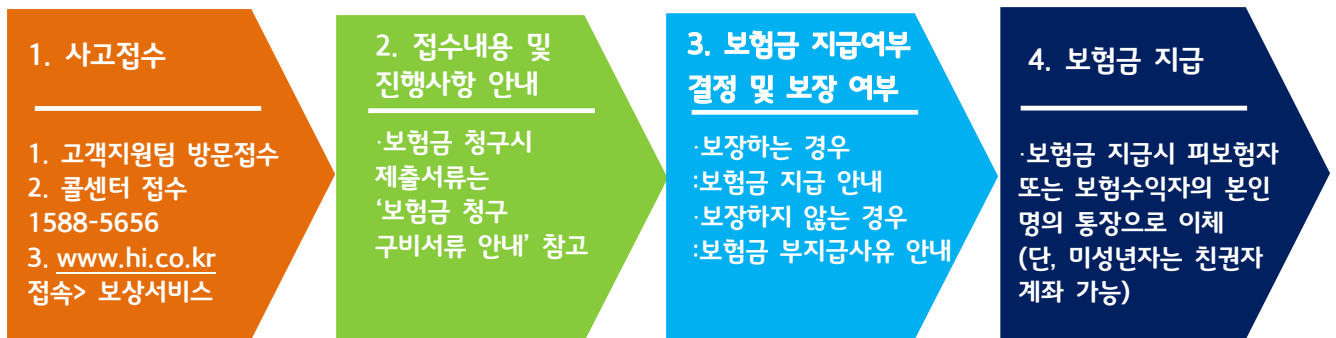 1. 사고접수
1. 고객지원팀 방문접수
2. 콜센터 접수
1588-5656
3. www.hi.co.kr
접속> 보상서비스
2. 접수내용 및
진행사항 안내
·보험금 청구시
제출서류는
‘보험금 청구
구비서류 안내’ 참고
3. 보험금 지급여부
결정 및 보장 여부
·보장하는 경우
:보험금 지급 안내
·보장하지 않는 경우
:보험금 부지급사유 안내
4. 보험금 지급
·보험금 지급시 피보험자
또는 보험수익자의 본인
명의 통장으로 이체
(단, 미성년자는 친권자
계좌 가능)